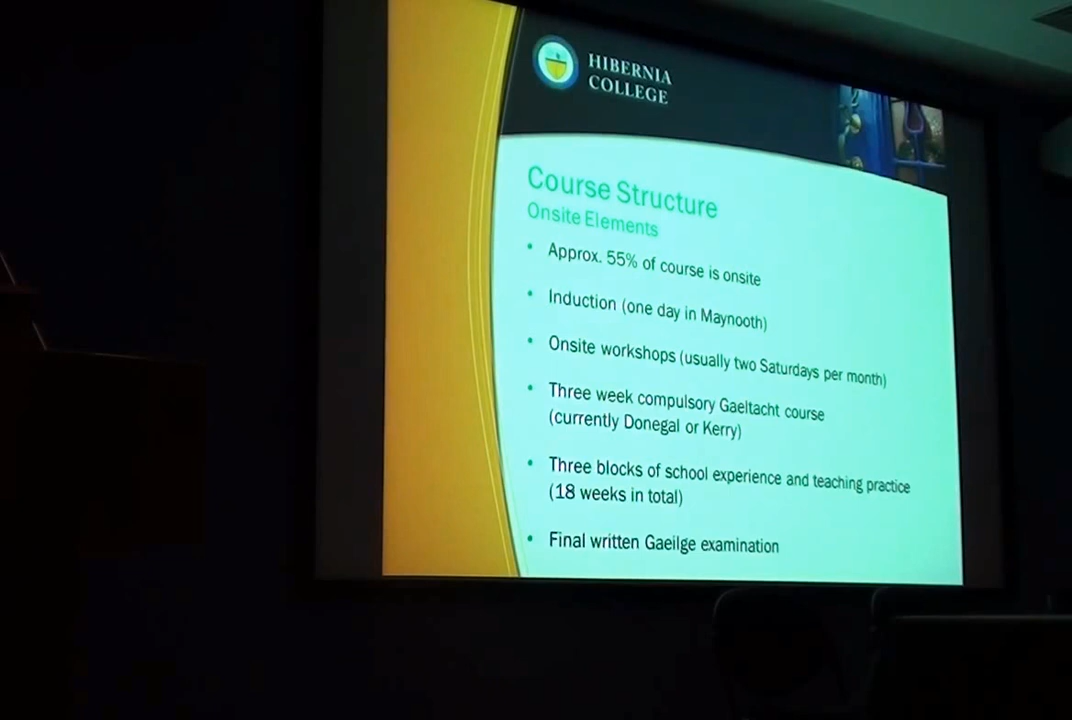 HIBERNIA
COLLEGE
Course Structure
Onsite Elements
• Approx. 55% of course is onsite
• Induction (one day in Maynooth)
• Onsite workshops (usually two Saturdays per month)
• Three week compulsory Gaeltacht course
(currently Donegal or Kerry)
• Three blocks of school experience and teaching practice
(18 weeks in total)
• Final written Gaeilge examination